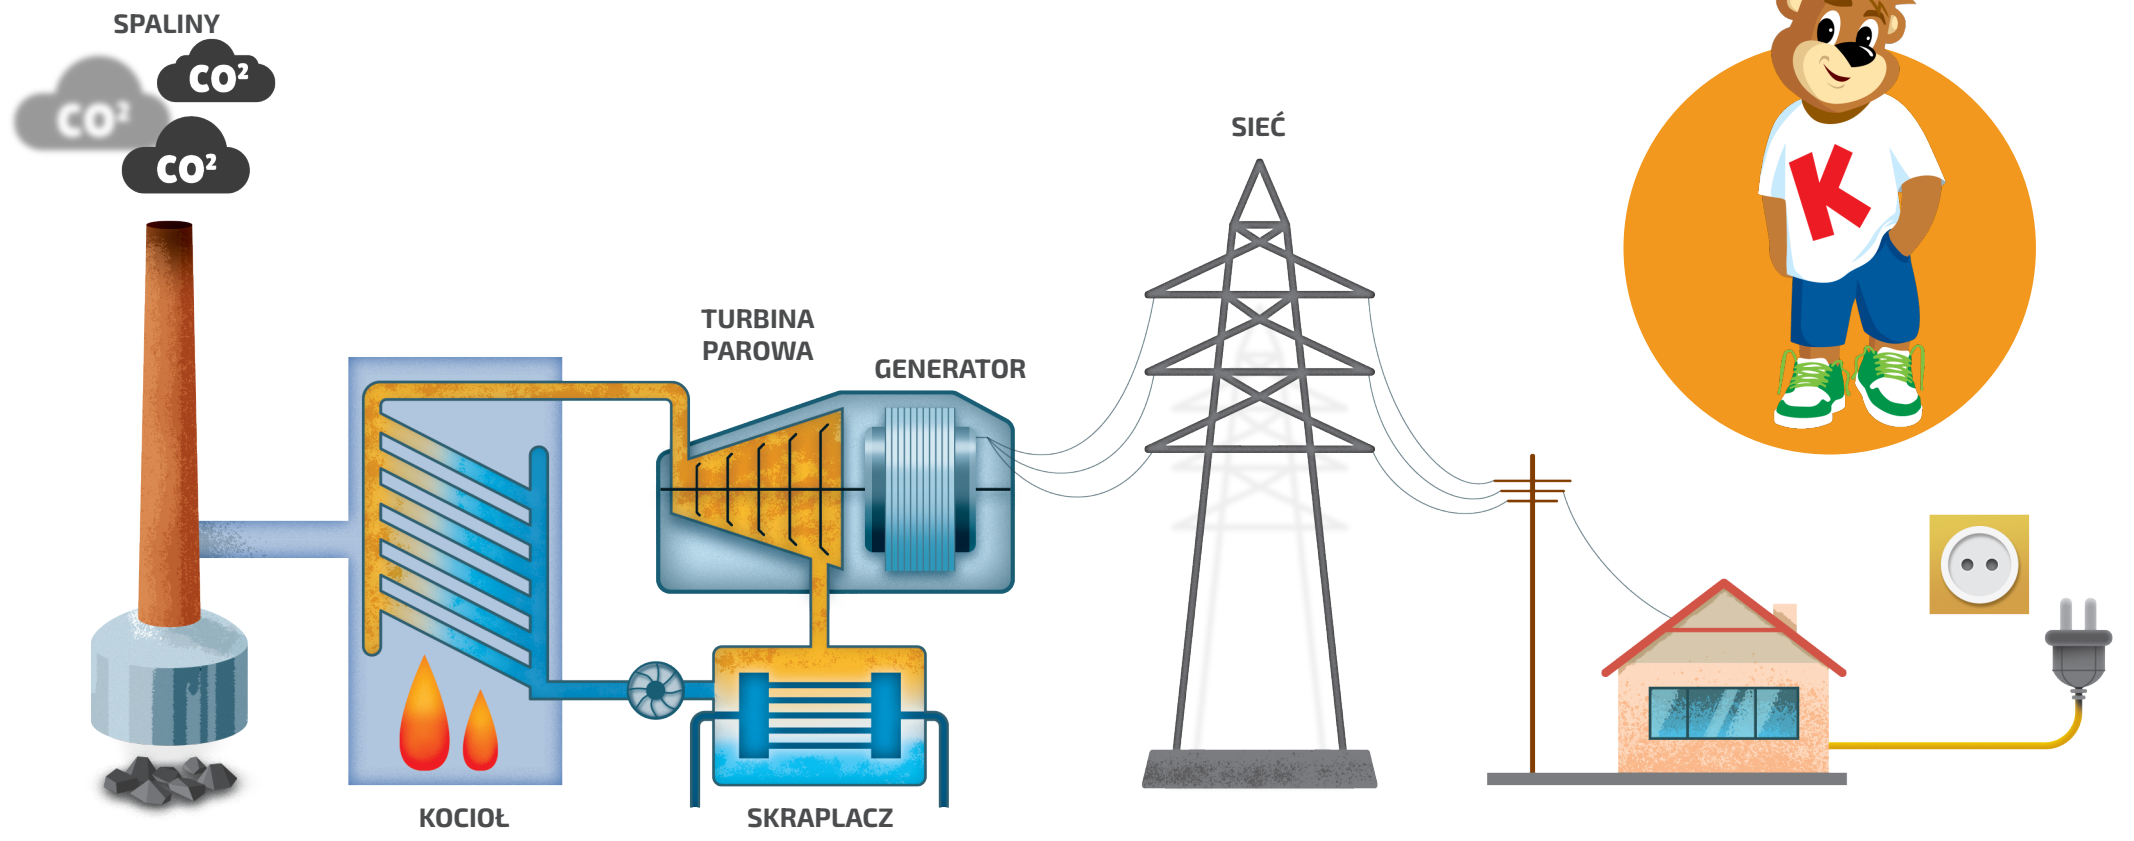 SPALINY
CO²
CO²
CO²
SIEĆ
K
TURBINA
PAROWA
GENERATOR
KOCIOŁ
SKRAPLACZ